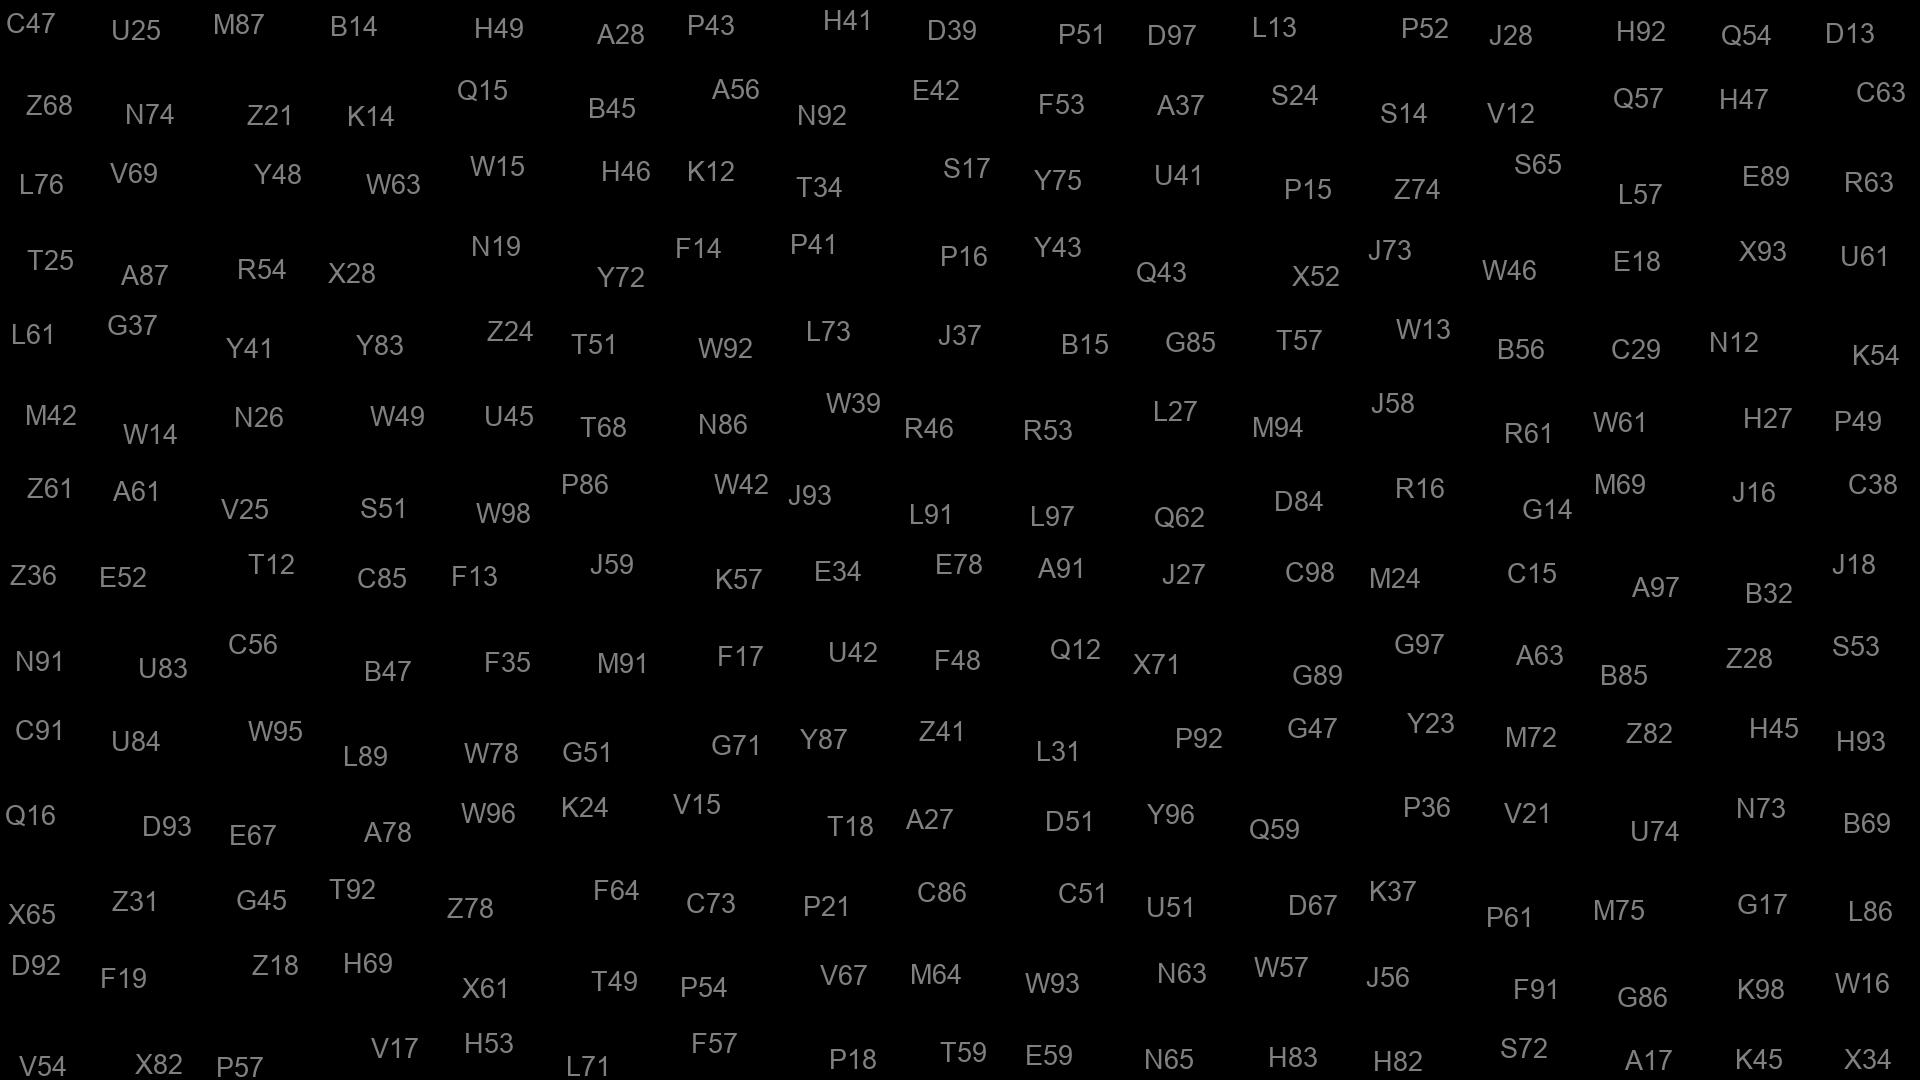 C47 U25 M87 B14 H49 A28 P43 H41 D39 P51 D97 L13 P52 J28 H92 Q54 D13
Z68 N74 Z21 K14 Q15 B45 A56 N92 E42 F53 A37 S24 S14 V12 Q57 H47 C63
L76 V69 Y48 W63 W15 H46 K12 T34 S17 Y75 U41 P15 Z74 S65 L57 E89 R63
T25 A87 R54 X28 N19 Y72 F14 P41 P16 Y43 Q43 X52 J73 W46 E18 X93 U61
L61 G37 Y41 Y83 Z24 T51 W92 L73 J37 B15 G85 T57 W13 B56 C29 N12 K54
M42 W14 N26 W49 U45 T68 N86 W39 R46 R53 L27 M94 J58 R61 W61 H27 P49
Z61 A61 V25 S51 W98 P86 W42 J93 L91 L97 Q62 D84 R16 G14 M69 J16 C38
Z36 E52 T12 C85 F13 J59 K57 E34 E78 A91 J27 C98 M24 C15 A97 B32 J18
N91 U83 C56 B47 F35 M91 F17 U42 F48 Q12 X71 G89 G97 A63 B85 Z28 S53
C91 U84 W95 L89 W78 G51 G71 Y87 Z41 L31 P92 G47 Y23 M72 Z82 H45 H93
Q16 D93 E67 A78 W96 K24 V15 T18 A27 D51 Y96 Q59 P36 V21 U74 N73 B69
X65 Z31 G45 T92 Z78 F64 C73 P21 C86 C51 U51 D67 K37 P61 M75 G17 L86
D92 F19 Z18 H69 X61 T49 P54 V67 M64 W93 N63 W57 J56 F91 G86 K98 W16
V54 X82 P57 V17 H53 L71 F57 P18 T59 E59 N65 H83 H82 S72 A17 K45 X34